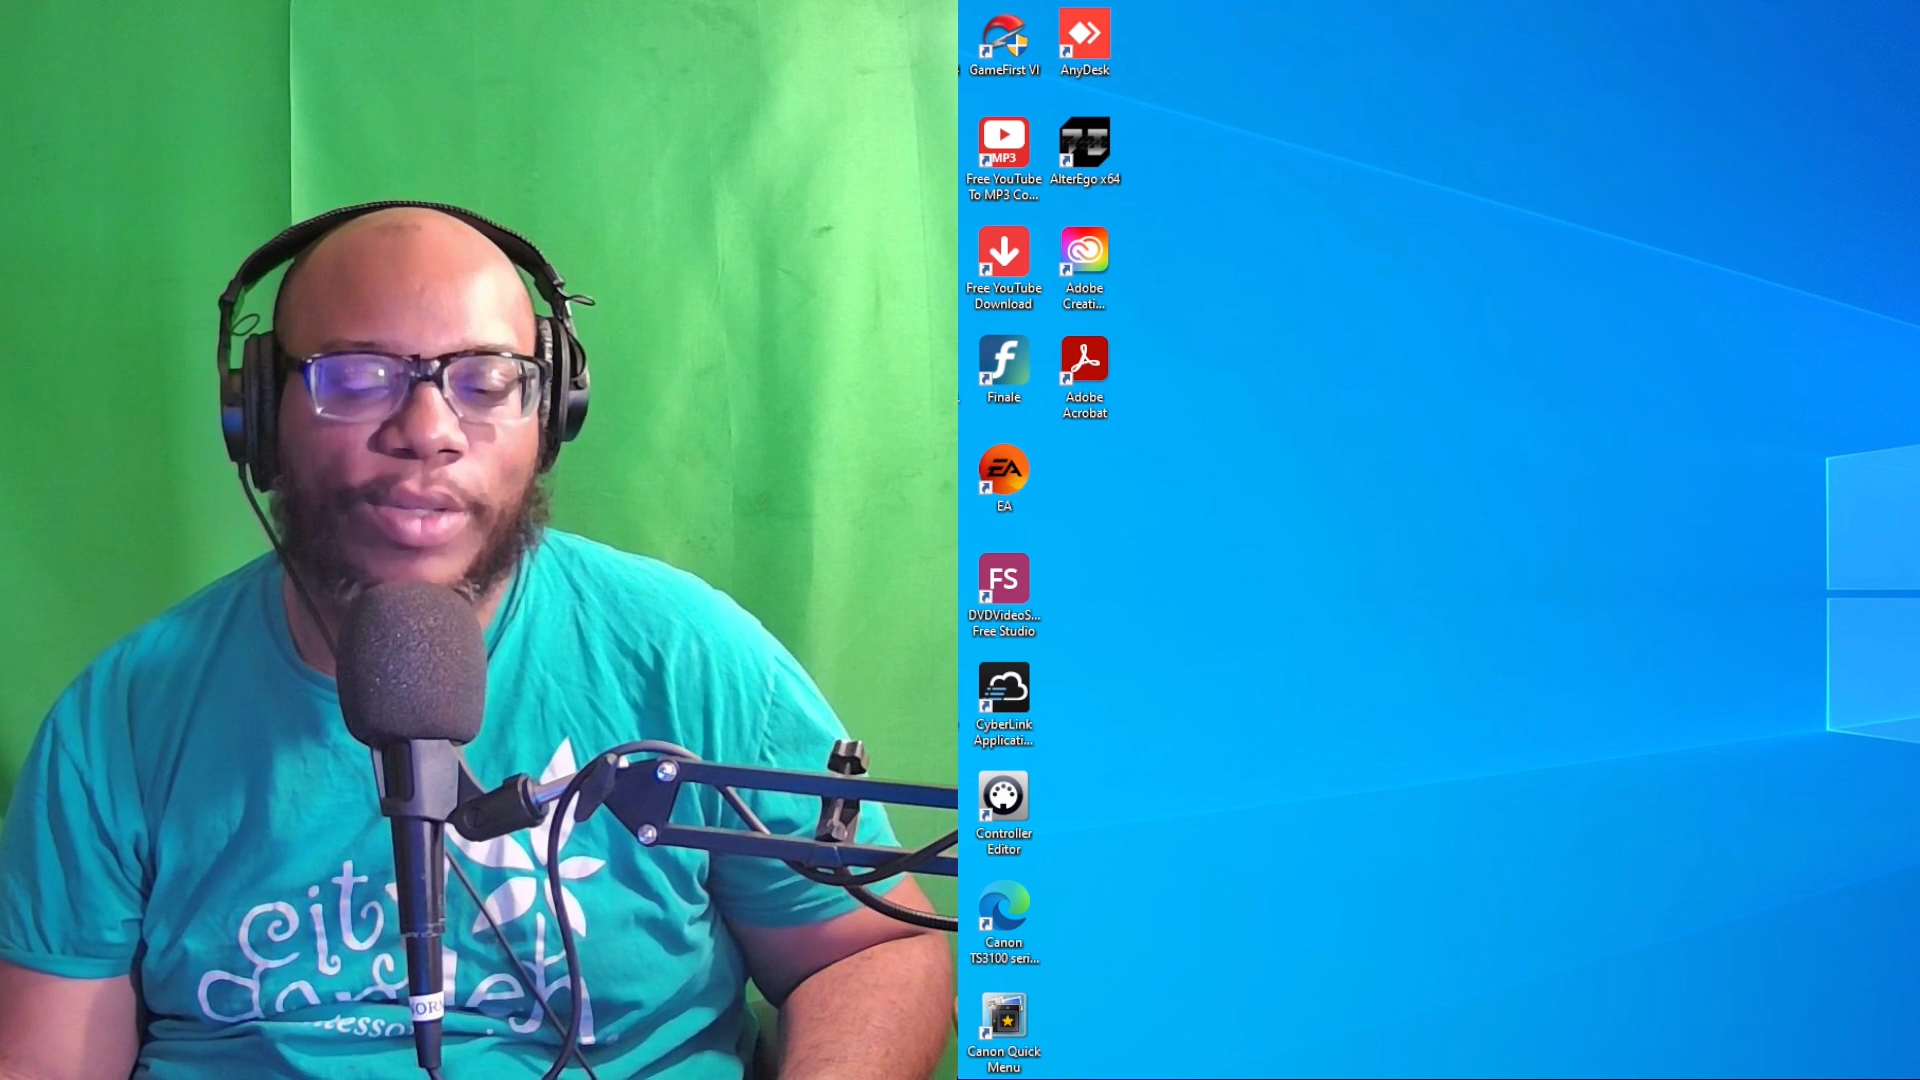 GameFirst VI
AnyDesk
MP3
Free YouTube
To MP3 Co...
AlterEgo x64
Free YouTube
Download
Adobe
Creati...
Finale
Adobe
Acrobat
EA
EA
FS
DVDVideoS...
Free Studio
CyberLink
Applicati...
Controller
Editor
Canon
TS3100 seri...
Canon Quick
Menu
city
garden